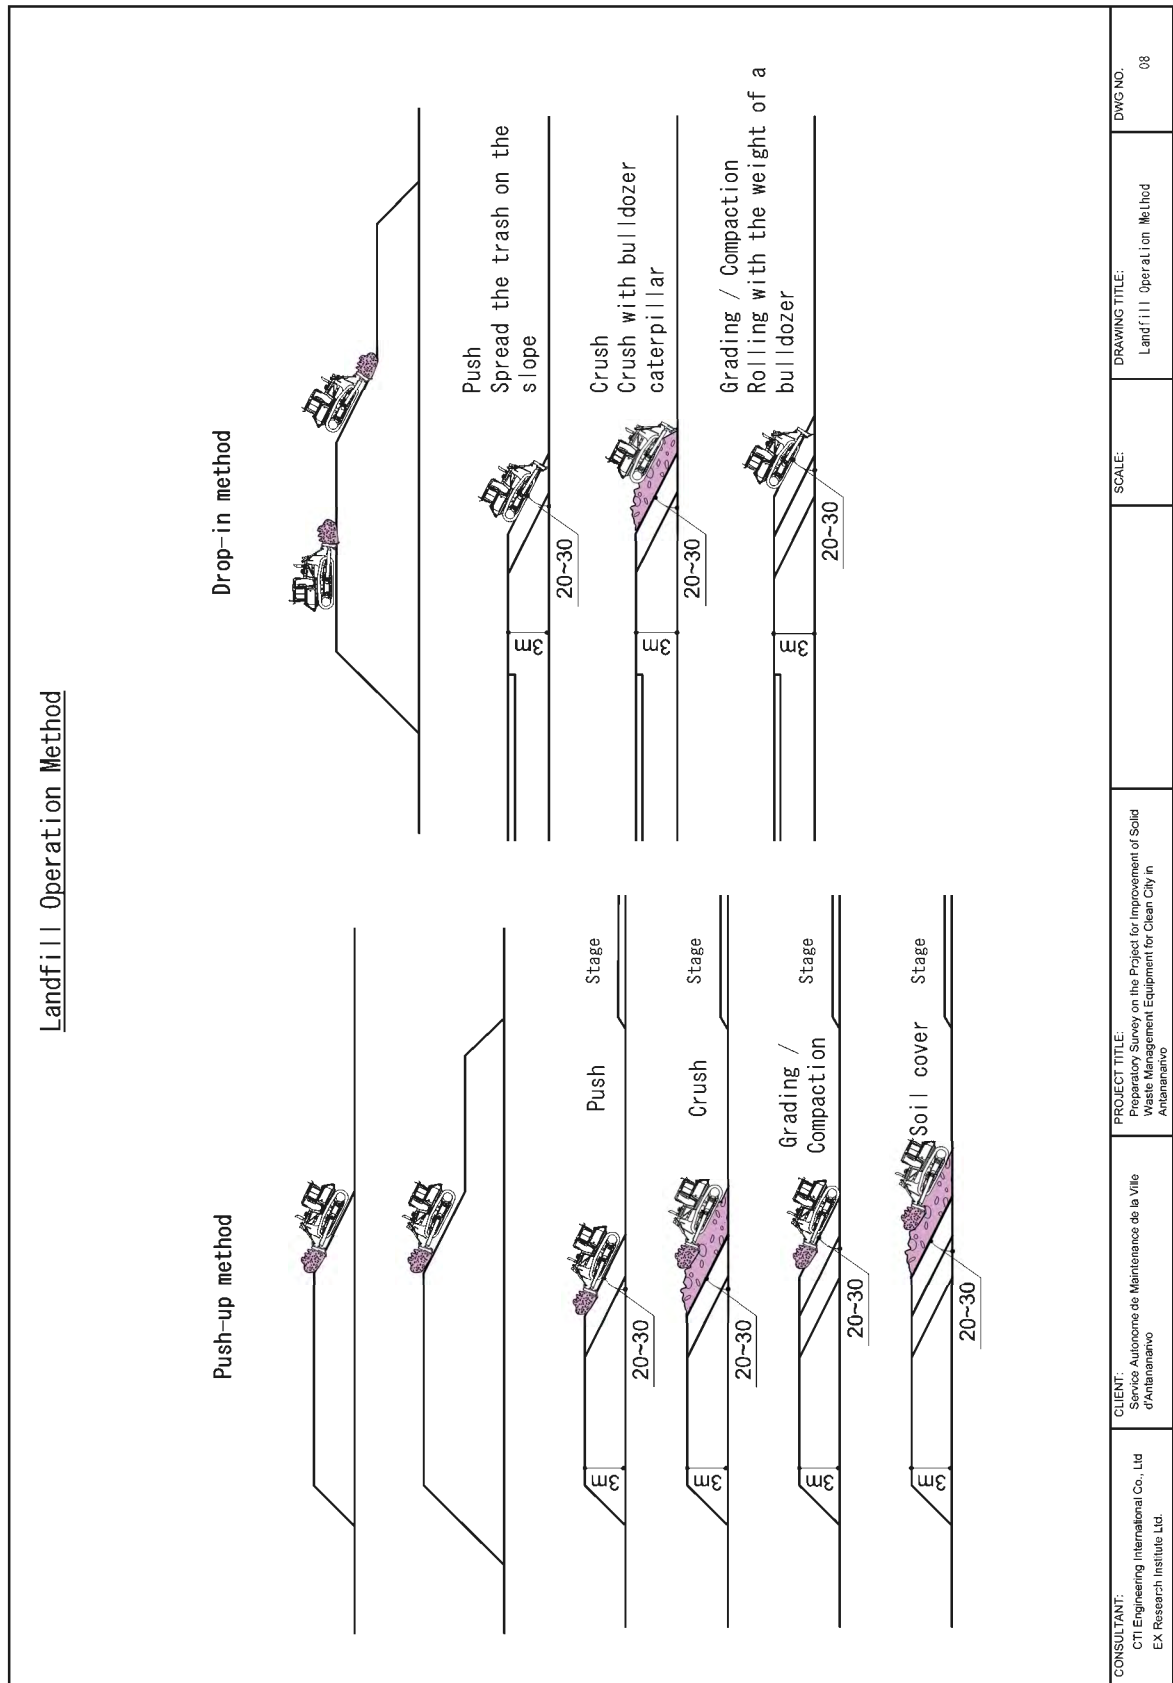 Landfill Operation Method
Push-up method
Push
Stage
20~30
3m
Crush
Stage
20~30
3m
Grading /
Compaction
Stage
20~30
3m
Soil cover
Stage
20~30
3m
Drop-in method
Push
Spread the trash on the
slope
20~30
3m
Crush
Crush with bulldozer
caterpillar
20~30
3m
Grading / Compaction
Rolling with the weight of a
bulldozer
20~30
3m
CONSULTANT:
CTI Engineering International Co., Ltd
EX Research Institute Ltd.
CLIENT:
Service Autonome de Maintenance de la Ville
d'Antananarivo
PROJECT TITLE:
Preparatory Survey on the Project for Improvement of Solid
Waste Management Equipment for Clean City in
Antananarivo
SCALE:
DRAWING TITLE:
Landfill Operation Method
DWG NO.
08